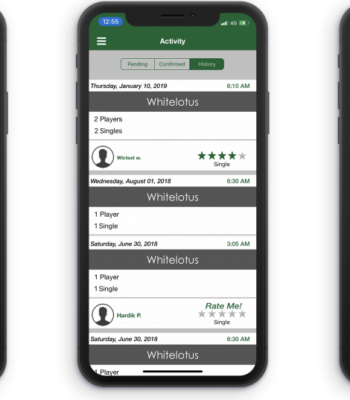 12:55
4G
Activity
Pending Confirmed History
Thursday, January 10, 2019 6:10 AM
Whitelotus
2 Players
2 Singles
Single
Wednesday, August 01, 2018 6:30 AM
Whitelotus
1 Player
1 Single
Saturday, June 30, 2018 3:05 AM
Whitelotus
1 Player
1 Single
Rate Me!
Hardik P.
Single
Saturday, June 30, 2018 6:30 AM
Whitelotus
1 Player